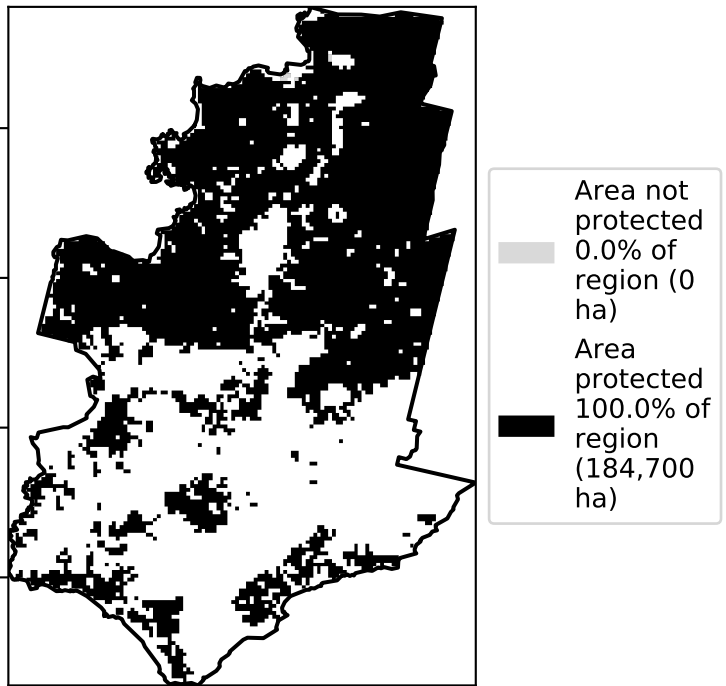 Area not
protected
0.0% of
region (0
ha)
Area
protected
100.0% of
region
(184,700
ha)